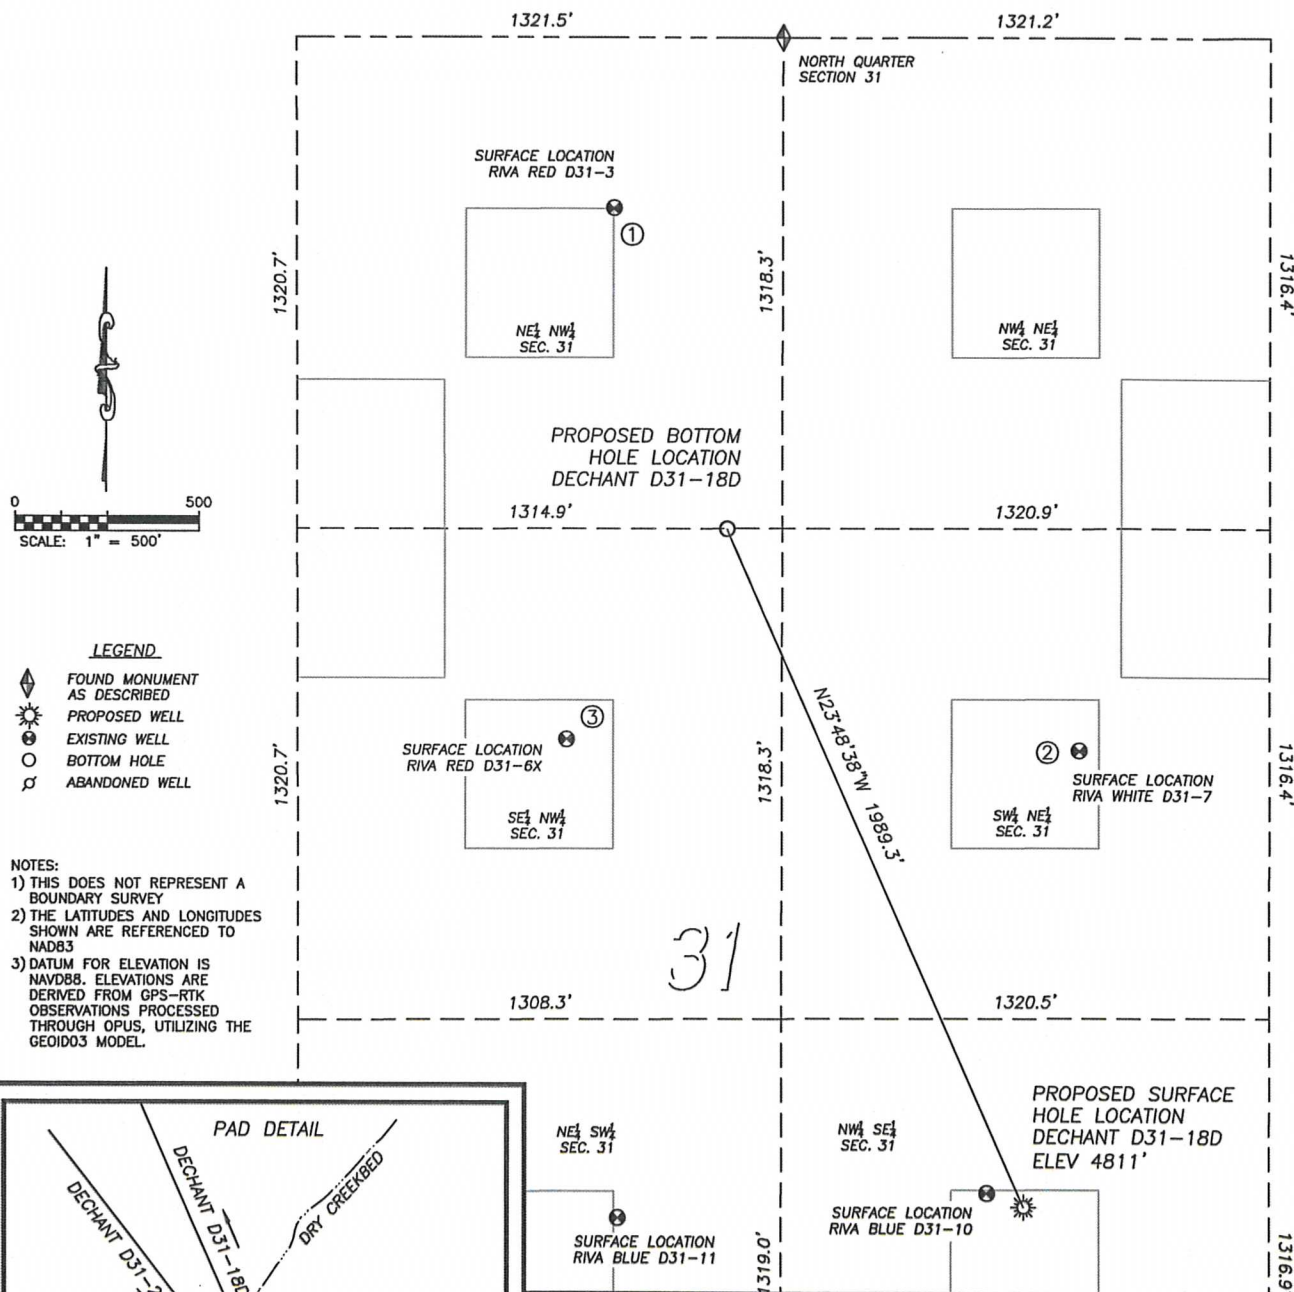 1321.5'
1321.2'
NORTH QUARTER
SECTION 31
SURFACE LOCATION
RIVA RED D31-3
①
1320.7'
1318.3'
1316.4'
NE¼ NW¼
SEC. 31
NW¼ NE¼
SEC. 31
PROPOSED BOTTOM
HOLE LOCATION
DECHANT D31-18D
0 500
SCALE: 1" = 500'
1314.9'
1320.9'
LEGEND
FOUND MONUMENT
AS DESCRIBED
PROPOSED WELL
EXISTING WELL
BOTTOM HOLE
ABANDONED WELL
③
SURFACE LOCATION
RIVA RED D31-6X
1320.7'
1318.3'
SE¼ NW¼
SEC. 31
N23°48'38"W 1989.3'
②
SURFACE LOCATION
RIVA WHITE D31-7
1316.4'
SW¼ NE¼
SEC. 31
NOTES:
1) THIS DOES NOT REPRESENT A
BOUNDARY SURVEY
2) THE LATITUDES AND LONGITUDES
SHOWN ARE REFERENCED TO
NAD83
3) DATUM FOR ELEVATION IS
NAVD88. ELEVATIONS ARE
DERIVED FROM GPS-RTK
OBSERVATIONS PROCESSED
THROUGH OPUS, UTILIZING THE
GEOID03 MODEL.
31
1308.3'
1320.5'
PROPOSED SURFACE
HOLE LOCATION
DECHANT D31-18D
ELEV 4811'
NE¼ SW¼
SEC. 31
NW¼ SE¼
SEC. 31
SURFACE LOCATION
RIVA BLUE D31-10
SURFACE LOCATION
RIVA BLUE D31-11
1319.0'
1316.9'
PAD DETAIL
DECHANT D31-2
DECHANT D31-18D
DRY CREEKBED